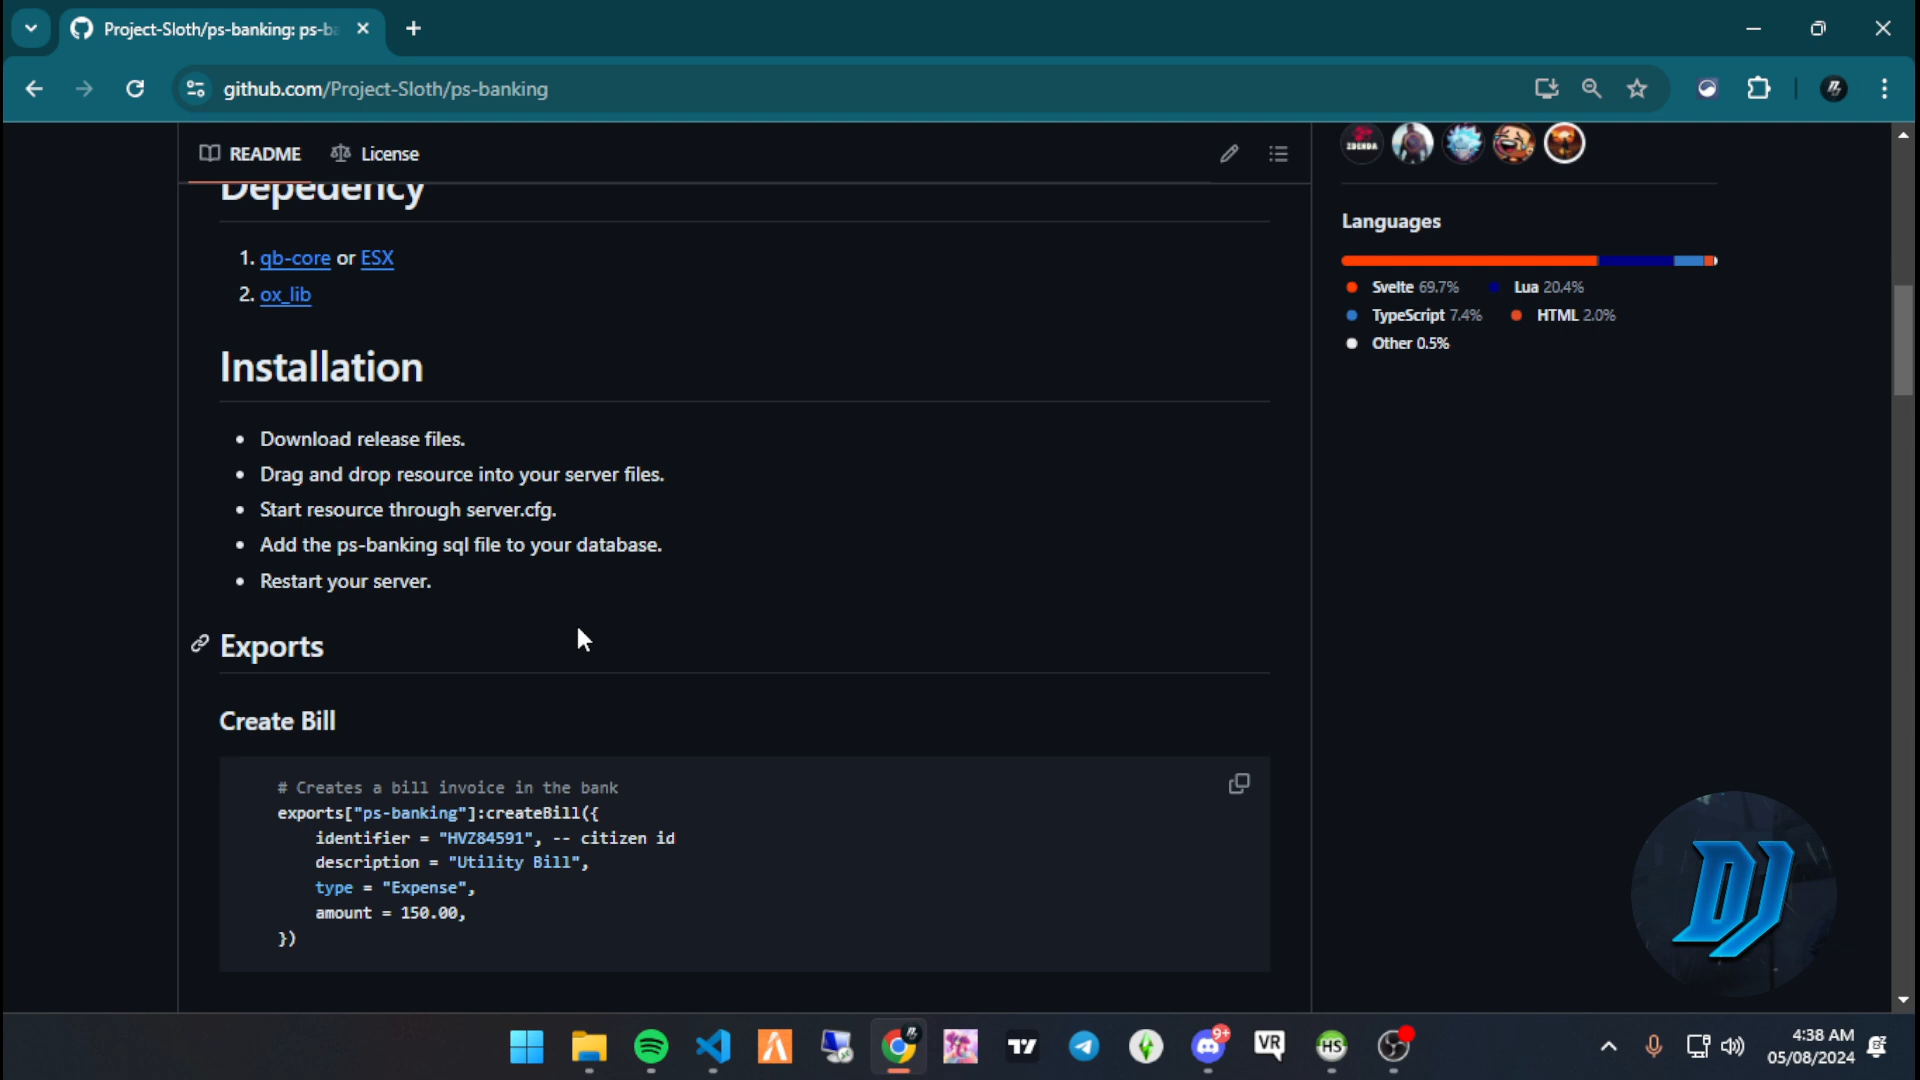 Project-Sloth/ps-banking: ps-ba
github.com/Project-Sloth/ps-banking
README
License
Depedency
1. qb-core or ESX
2. ox_lib
Installation
• Download release files.
• Drag and drop resource into your server files.
• Start resource through server.cfg.
• Add the ps-banking sql file to your database.
• Restart your server.
Exports
Create Bill
# Creates a bill invoice in the bank
exports["ps-banking"]:createBill({
identifier = "HVZ84591", -- citizen id
description = "Utility Bill",
type = "Expense",
amount = 150.00,
})
Languages
Svelte 69.7%
Lua 20.4%
TypeScript 7.4%
HTML 2.0%
Other 0.5%
DJ
9+
VR
HS
4:38 AM
05/08/2024